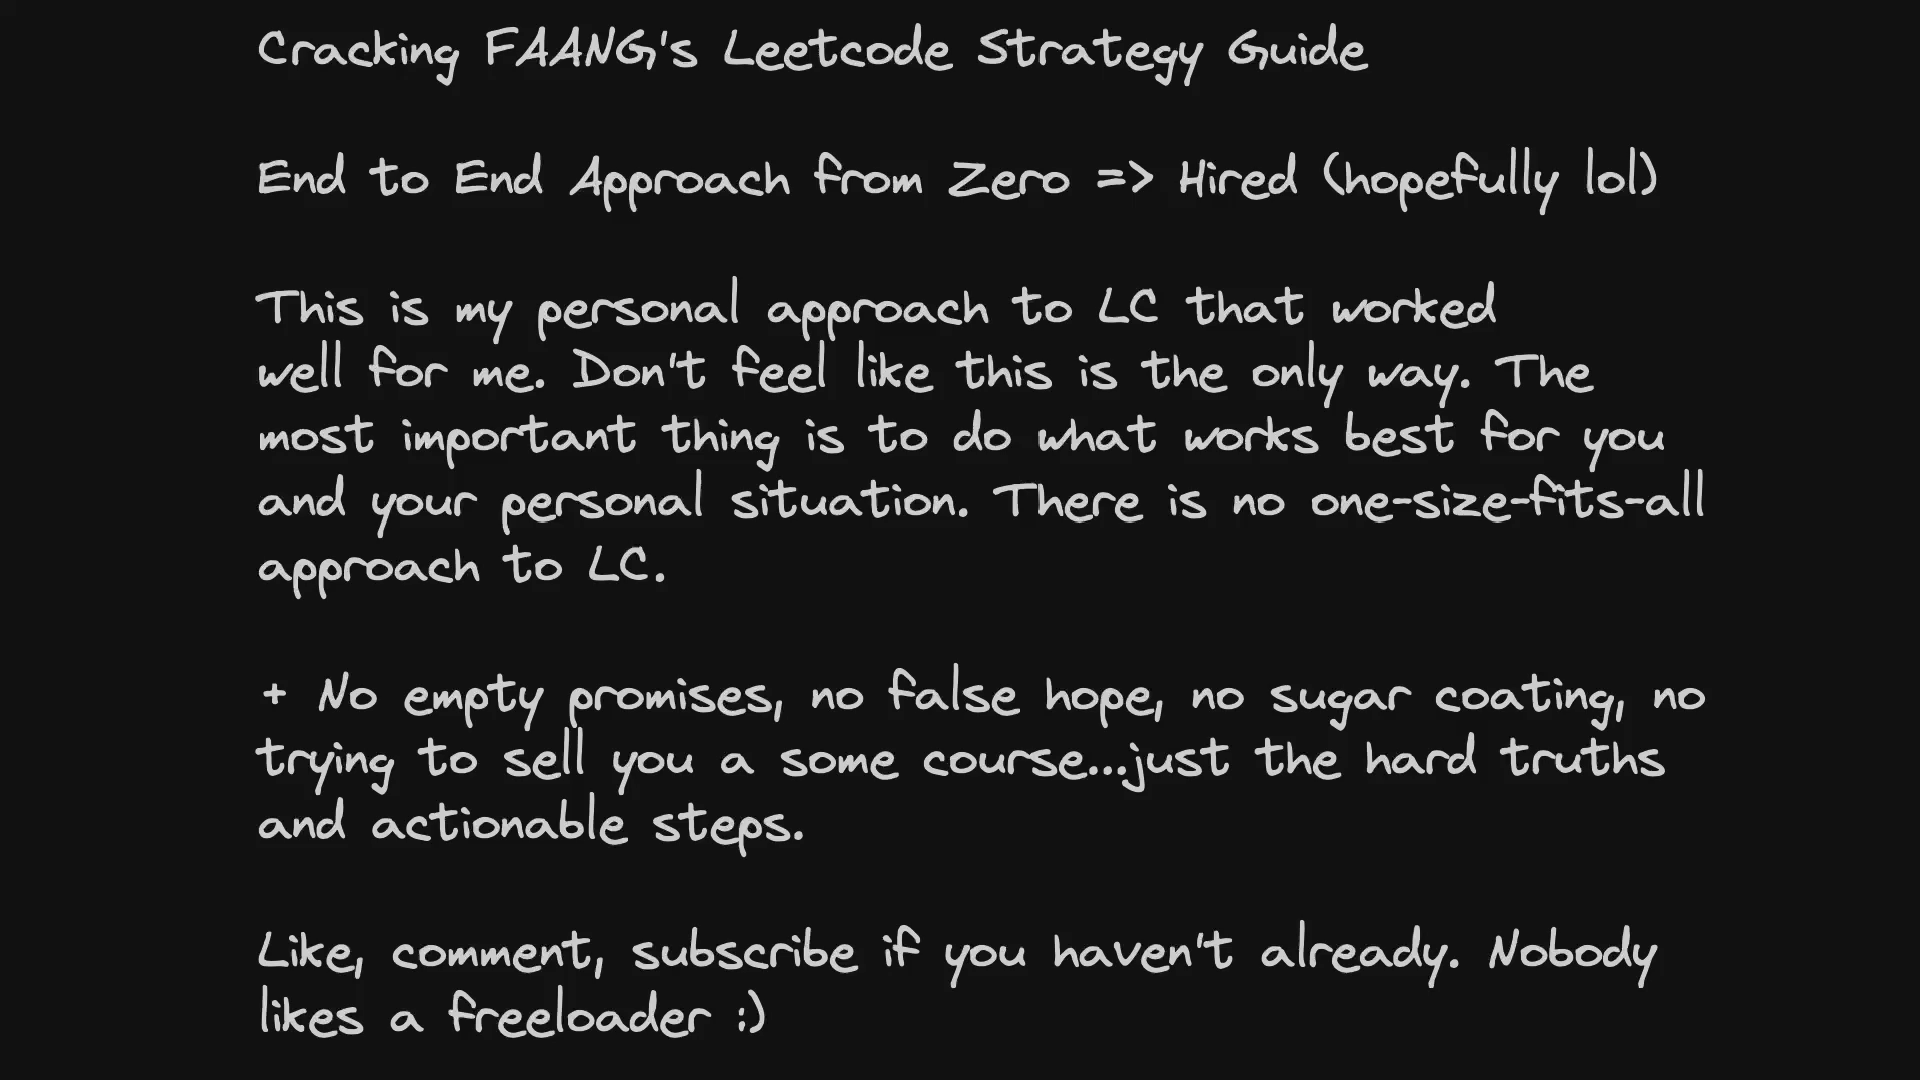 Cracking FAANG's Leetcode Strategy Guide
End to End Approach from Zero => Hired (hopefully lol)
This is my personal approach to LC that worked
well for me. Don't feel like this is the only way. The
most important thing is to do what works best for you
and your personal situation. There is no one-size-fits-all
approach to LC.
+ No empty promises, no false hope, no sugar coating, no
trying to sell you a some course...just the hard truths
and actionable steps.
Like, comment, subscribe if you haven't already. Nobody
likes a freeloader :)